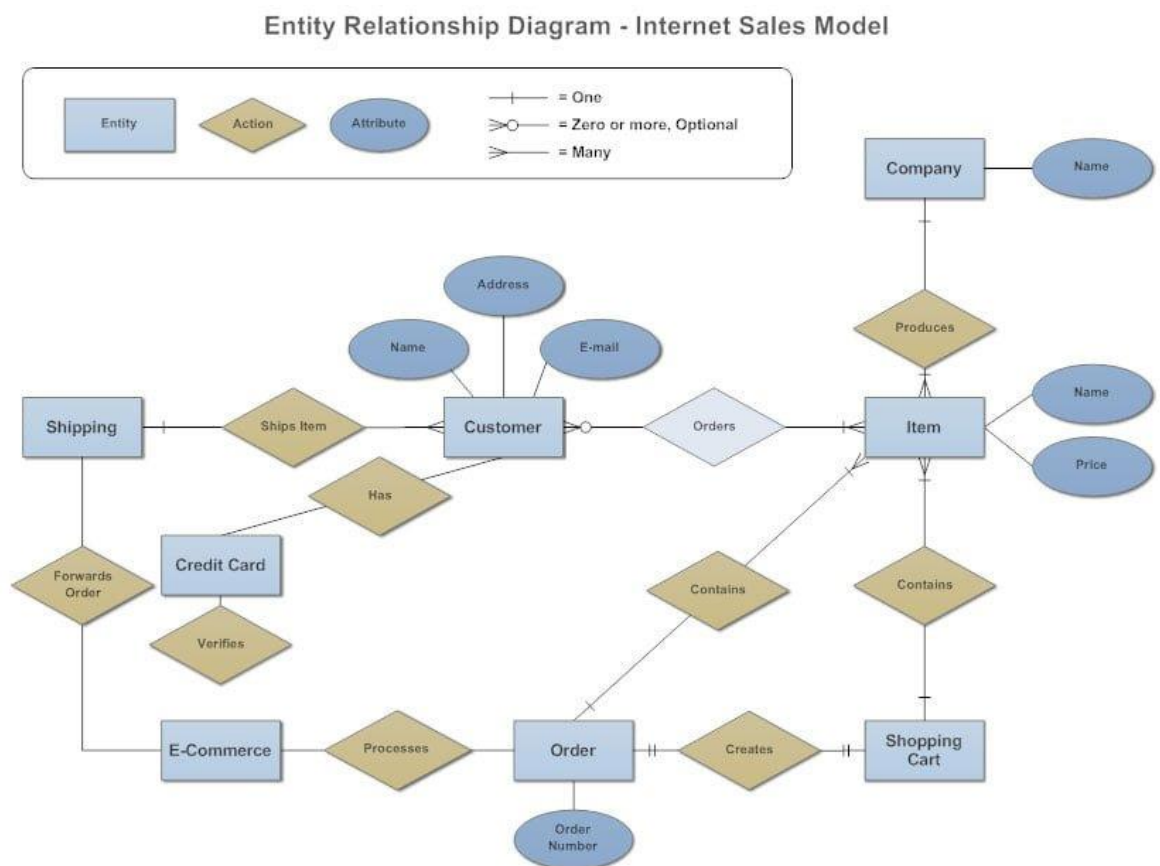 Entity Relationship Diagram - Internet Sales Model
Entity
Action
Attribute
= One
= Zero or more, Optional
= Many
Company
Name
Address
Produces
Name
E-mail
Name
Shipping
Ships Item
Customer
Orders
Item
Price
Has
Credit Card
Forwards
Order
Contains
Contains
Verifies
E-Commerce
Processes
Order
Creates
Shopping
Cart
Order
Number